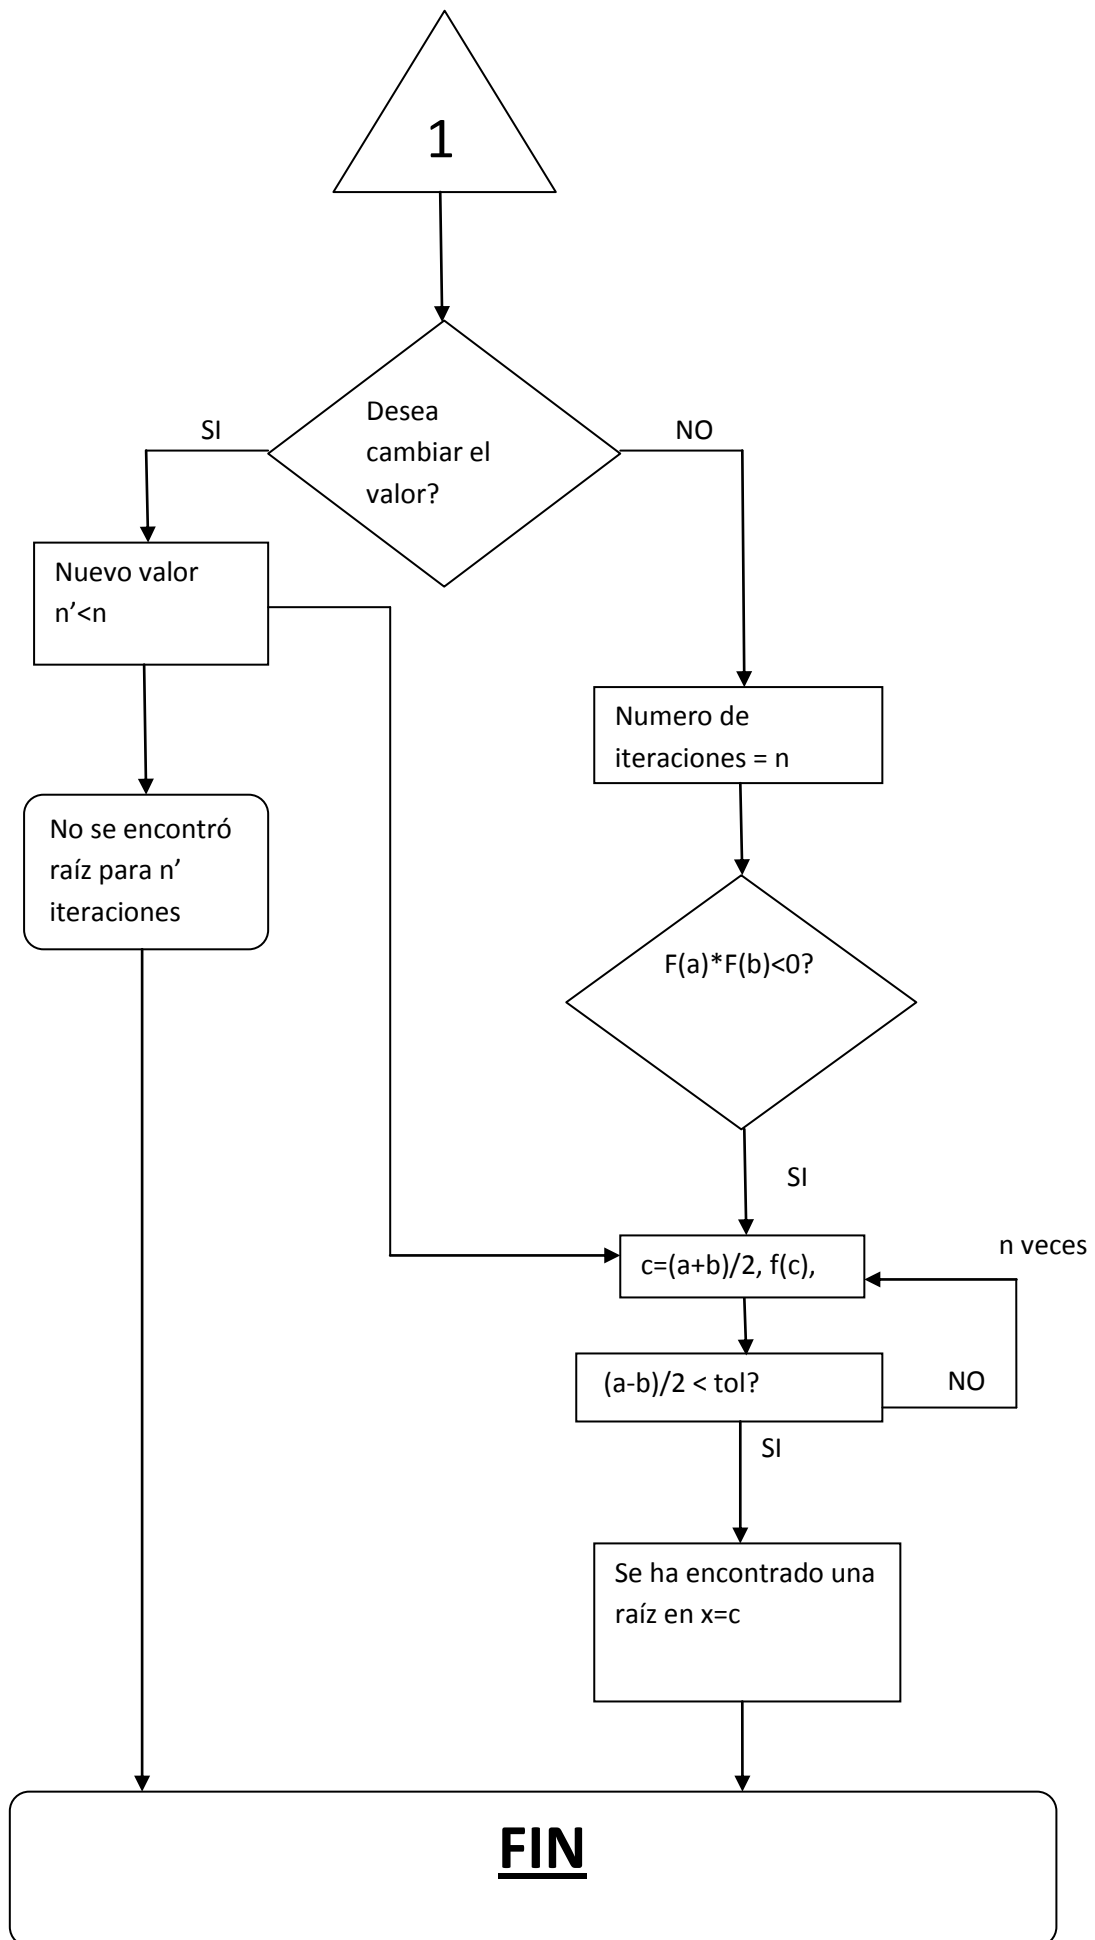 1
Desea
cambiar el
valor?
SI
NO
Nuevo valor
n’<n
Numero de
iteraciones = n
No se encontró
raíz para n’
iteraciones
F(a)*F(b)<0?
SI
n veces
c=(a+b)/2, f(c),
(a-b)/2 < tol?
NO
SI
Se ha encontrado una
raíz en x=c
FIN